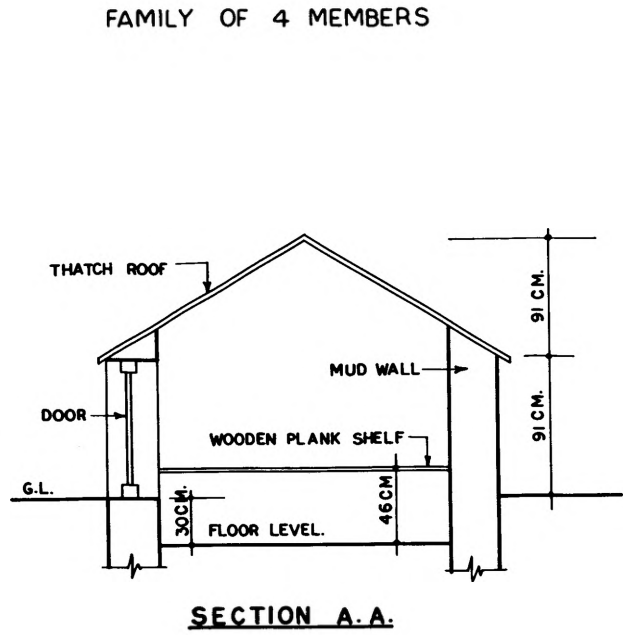 FAMILY OF 4 MEMBERS
THATCH ROOF
91 CM.
MUD WALL
91 CM.
DOOR
WOODEN PLANK SHELF
G.L.
30CM.
46CM
FLOOR LEVEL.
SECTION A.A.